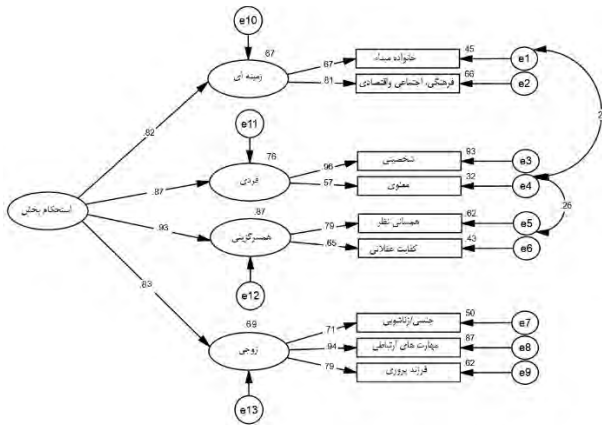 e10
.67
زمینه ای
.67
خانواده مبداء
.45
e1
.81
فرهنگی، اجتماعی واقتصادی
.66
e2
.82
e11
.76
فردی
.96
شخصیتی
.93
e3
.57
معنوی
.32
e4
.87
استحکام بخش
.93
.87
همسرگزینی
.79
همسانی نظر
.62
e5
.25
.65
کفایت عقلانی
.43
e6
e12
.83
.69
زوجی
.71
جنسی/زناشویی
.50
e7
.94
مهارت های ارتباطی
.87
e8
.79
فرزند پروری
.62
e9
e13